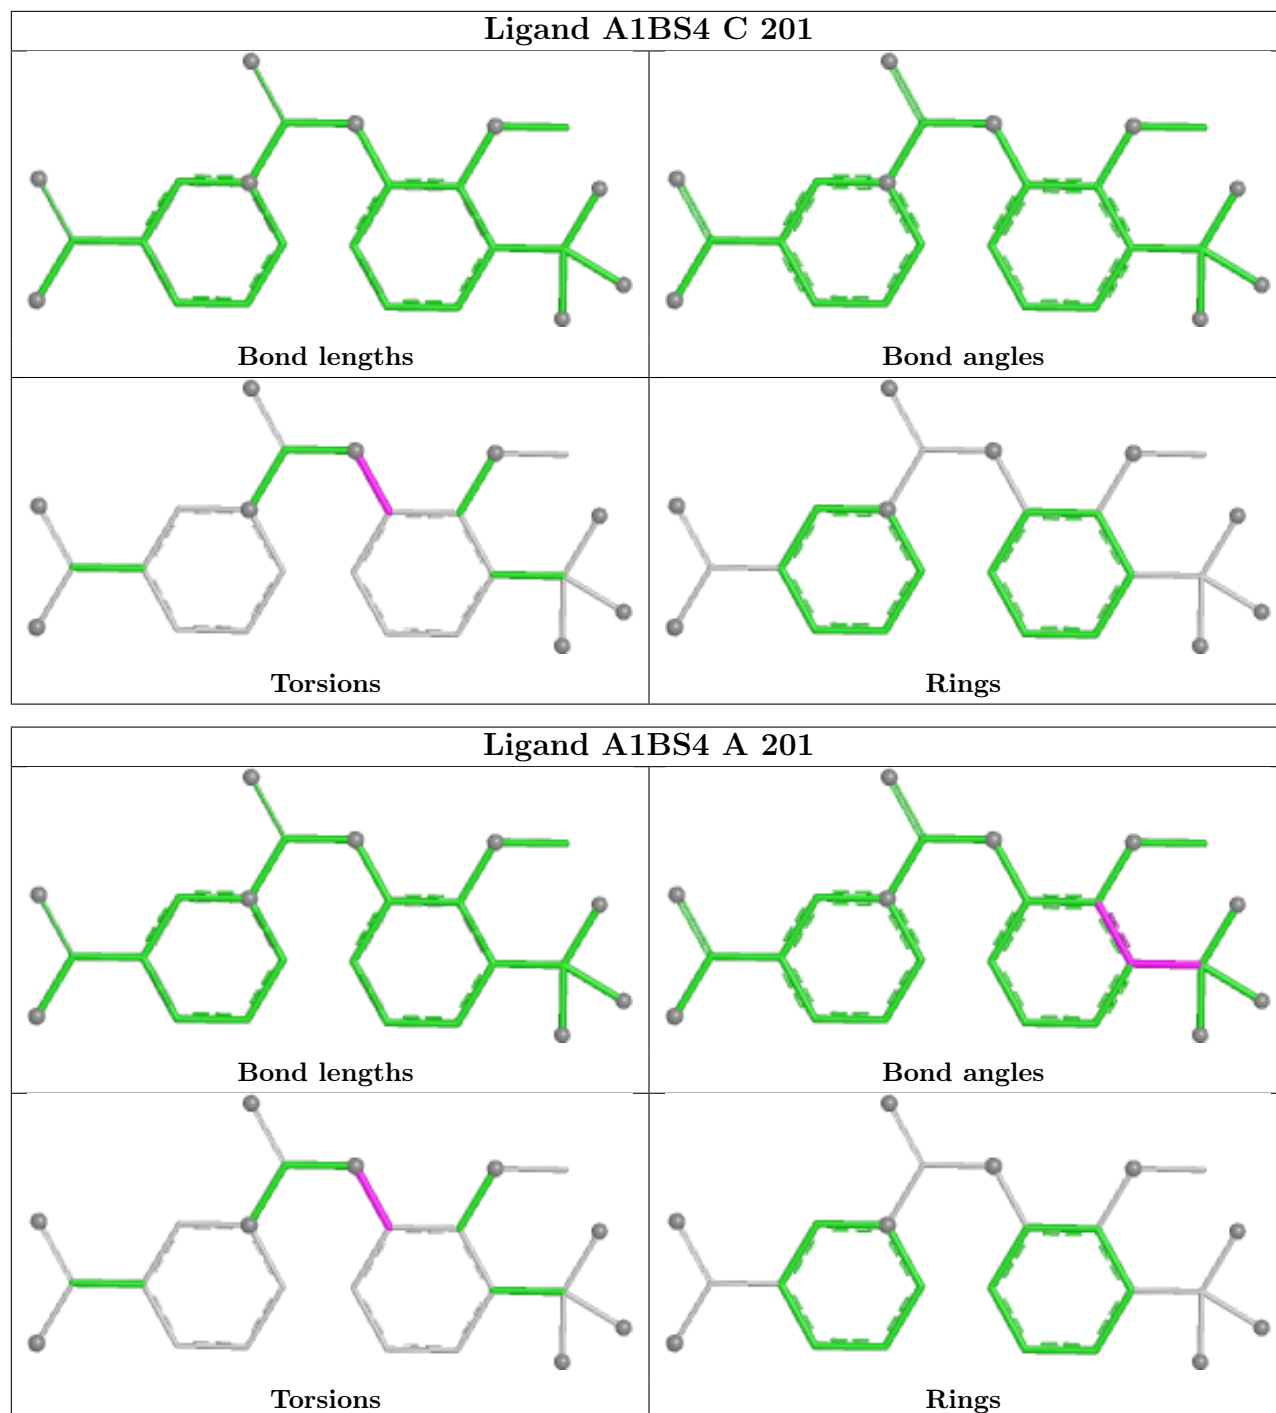 Ligand A1BS4 C 201
Bond lengths
Bond angles
Torsions
Rings
Ligand A1BS4 A 201
Bond lengths
Bond angles
Torsions
Rings